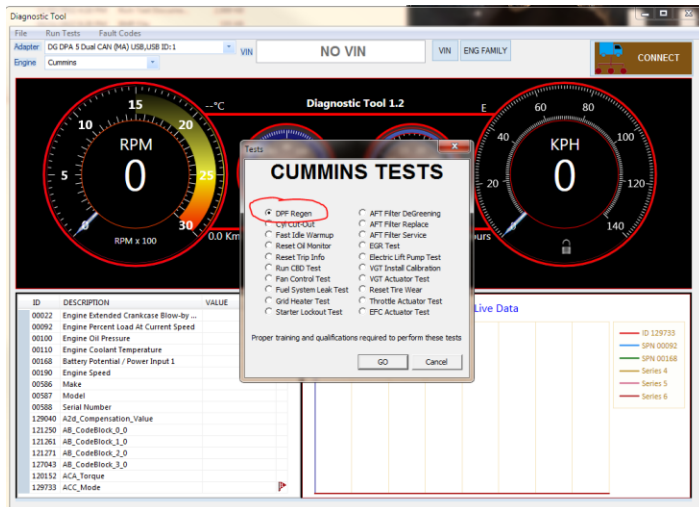 Diagnostic Tool
File Run Tests Fault Codes
Adapter DG DPA 5 Dual CAN (MA) USB,USB ID:1 VIN NO VIN VIN ENG FAMILY CONNECT
Engine Cummins
Diagnostic Tool 1.2
--°C
E
RPM
0
0 5 10 15 20 25 30
RPM x 100
0.0 Km
ours
KPH
0
0 20 40 60 80 100 120 140
Tests
CUMMINS TESTS
DPF Regen
Cyl Cut-Out
Fast Idle Warmup
Reset Oil Monitor
Reset Trip Info
Run CBD Test
Fan Control Test
Fuel System Leak Test
Grid Heater Test
Starter Lockout Test
AFT Filter DeGreening
AFT Filter Replace
AFT Filter Service
EGR Test
Electric Lift Pump Test
VGT Install Calibration
VGT Actuator Test
Reset Tire Wear
Throttle Actuator Test
EFC Actuator Test
Proper training and qualifications required to perform these tests
GO Cancel
ID DESCRIPTION VALUE
00022 Engine Extended Crankcase Blow-by ...
00092 Engine Percent Load At Current Speed
00100 Engine Oil Pressure
00110 Engine Coolant Temperature
00168 Battery Potential / Power Input 1
00190 Engine Speed
00586 Make
00587 Model
00588 Serial Number
129040 A2d_Compensation_Value
121250 AB_CodeBlock_0_0
121261 AB_CodeBlock_1_0
121271 AB_CodeBlock_2_0
127043 AB_CodeBlock_3_0
120152 ACA_Torque
129733 ACC_Mode
Live Data
ID 129733
SPN 00092
SPN 00168
Series 4
Series 5
Series 6